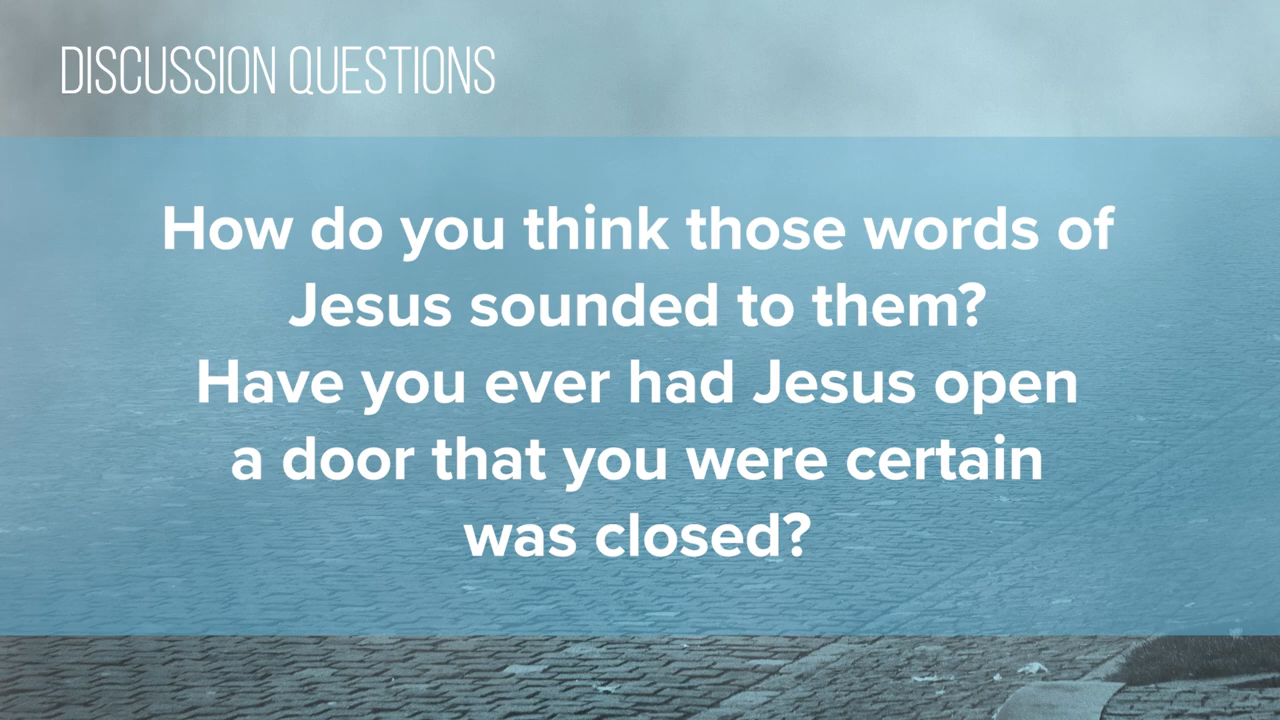 DISCUSSION QUESTIONS
How do you think those words of
Jesus sounded to them?
Have you ever had Jesus open
a door that you were certain
was closed?